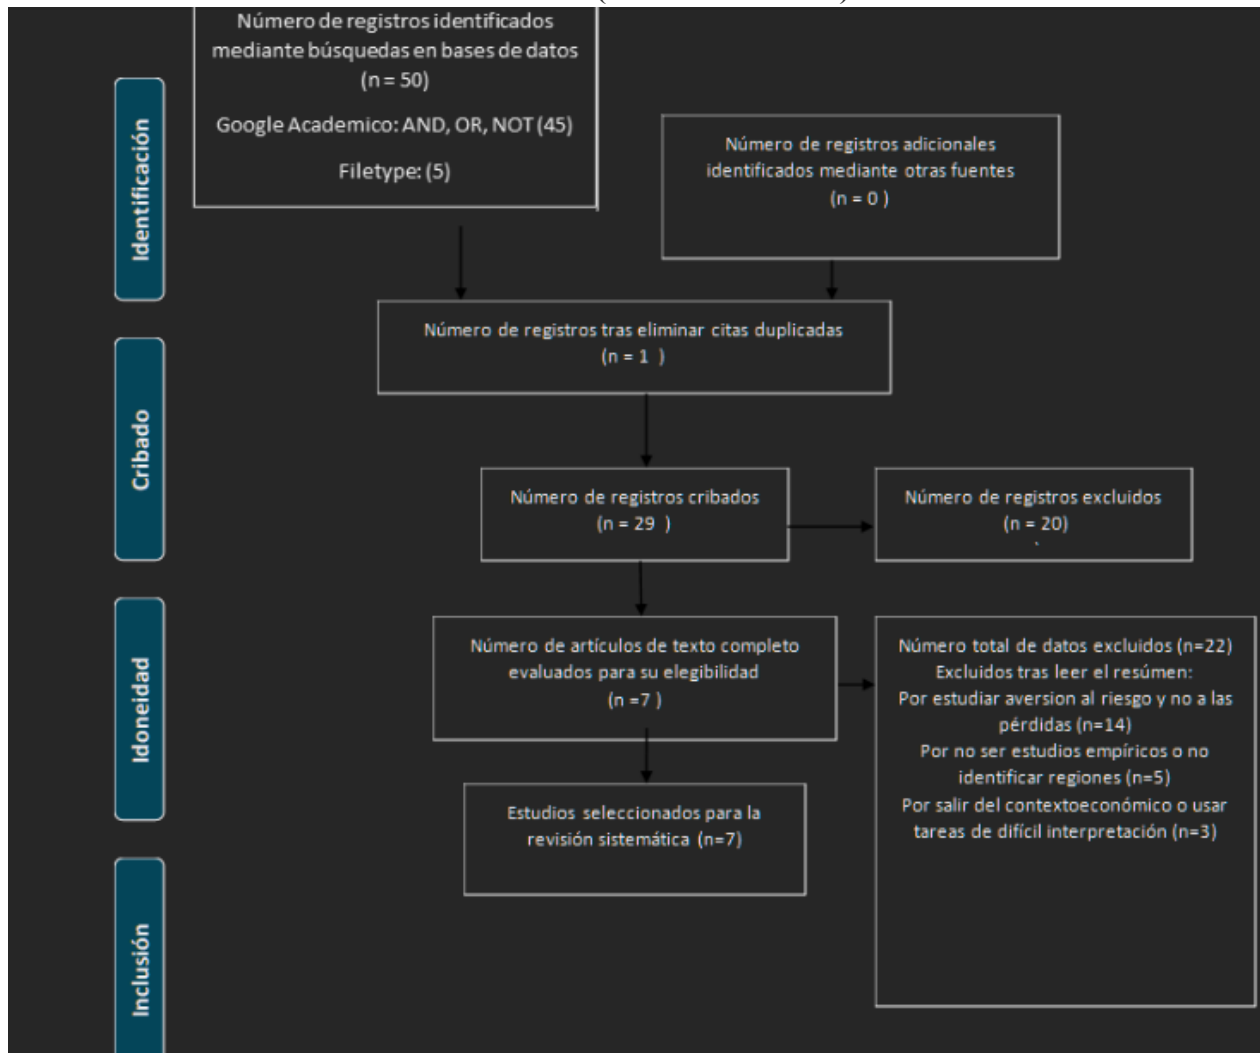 Número de registros identificados
mediante búsquedas en bases de datos
(n = 50)
Google Academico: AND, OR, NOT (45)
Filetype: (5)
Identificación
Número de registros adicionales
identificados mediante otras fuentes
(n = 0 )
Número de registros tras eliminar citas duplicadas
(n = 1 )
Cribado
Número de registros cribados
(n = 29 )
Número de registros excluidos
(n = 20)
Idoneidad
Número de artículos de texto completo
evaluados para su elegibilidad
(n =7 )
Número total de datos excluidos (n=22)
Excluidos tras leer el resúmen:
Por estudiar aversion al riesgo y no a las
pérdidas (n=14)
Por no ser estudios empíricos o no
identificar regiones (n=5)
Por salir del contextoeconómico o usar
tareas de difícil interpretación (n=3)
Estudios seleccionados para la
revisión sistemática (n=7)
Inclusión